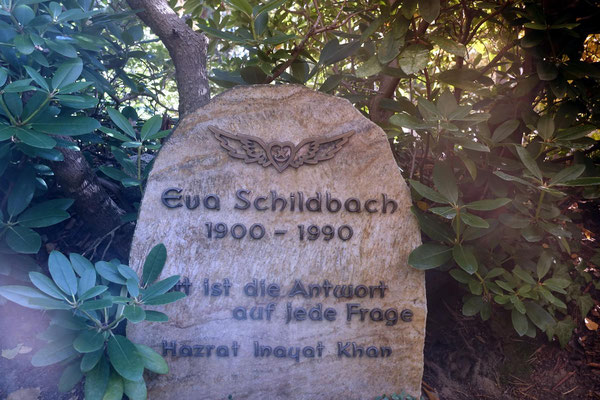 Eva Schildbach
1900 - 1990
ist die Antwort
auf jede Frage
Hazrat Inayat Khan